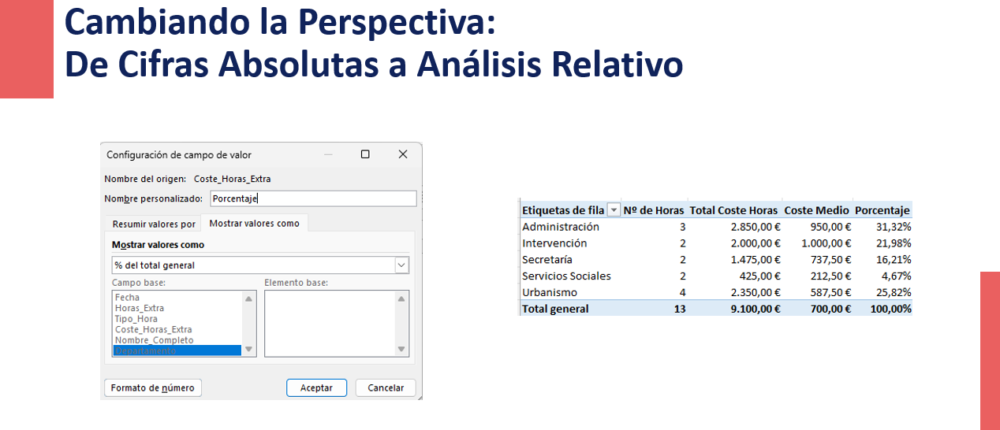 Cambiando la Perspectiva:
De Cifras Absolutas a Análisis Relativo
Configuración de campo de valor
Nombre del origen: Coste_Horas_Extra
Nombre personalizado: Porcentaje
Resumir valores por Mostrar valores como
Mostrar valores como
% del total general
Campo base: Elemento base:
Fecha
Horas_Extra
Tipo_Hora
Coste_Horas_Extra
Nombre_Completo
Departamento
Formato de número Aceptar Cancelar
Etiquetas de fila Nº de Horas Total Coste Horas Coste Medio Porcentaje
Administración 3 2.850,00 € 950,00 € 31,32%
Intervención 2 2.000,00 € 1.000,00 € 21,98%
Secretaría 2 1.475,00 € 737,50 € 16,21%
Servicios Sociales 2 425,00 € 212,50 € 4,67%
Urbanismo 4 2.350,00 € 587,50 € 25,82%
Total general 13 9.100,00 € 700,00 € 100,00%